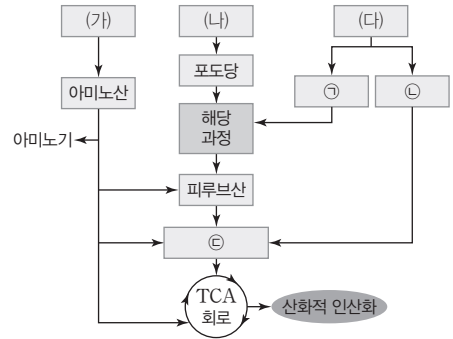 (가)
(나)
(다)
포도당
아미노산
㉠
㉡
해당
과정
아미노기
피루브산
㉢
TCA
회로
산화적 인산화